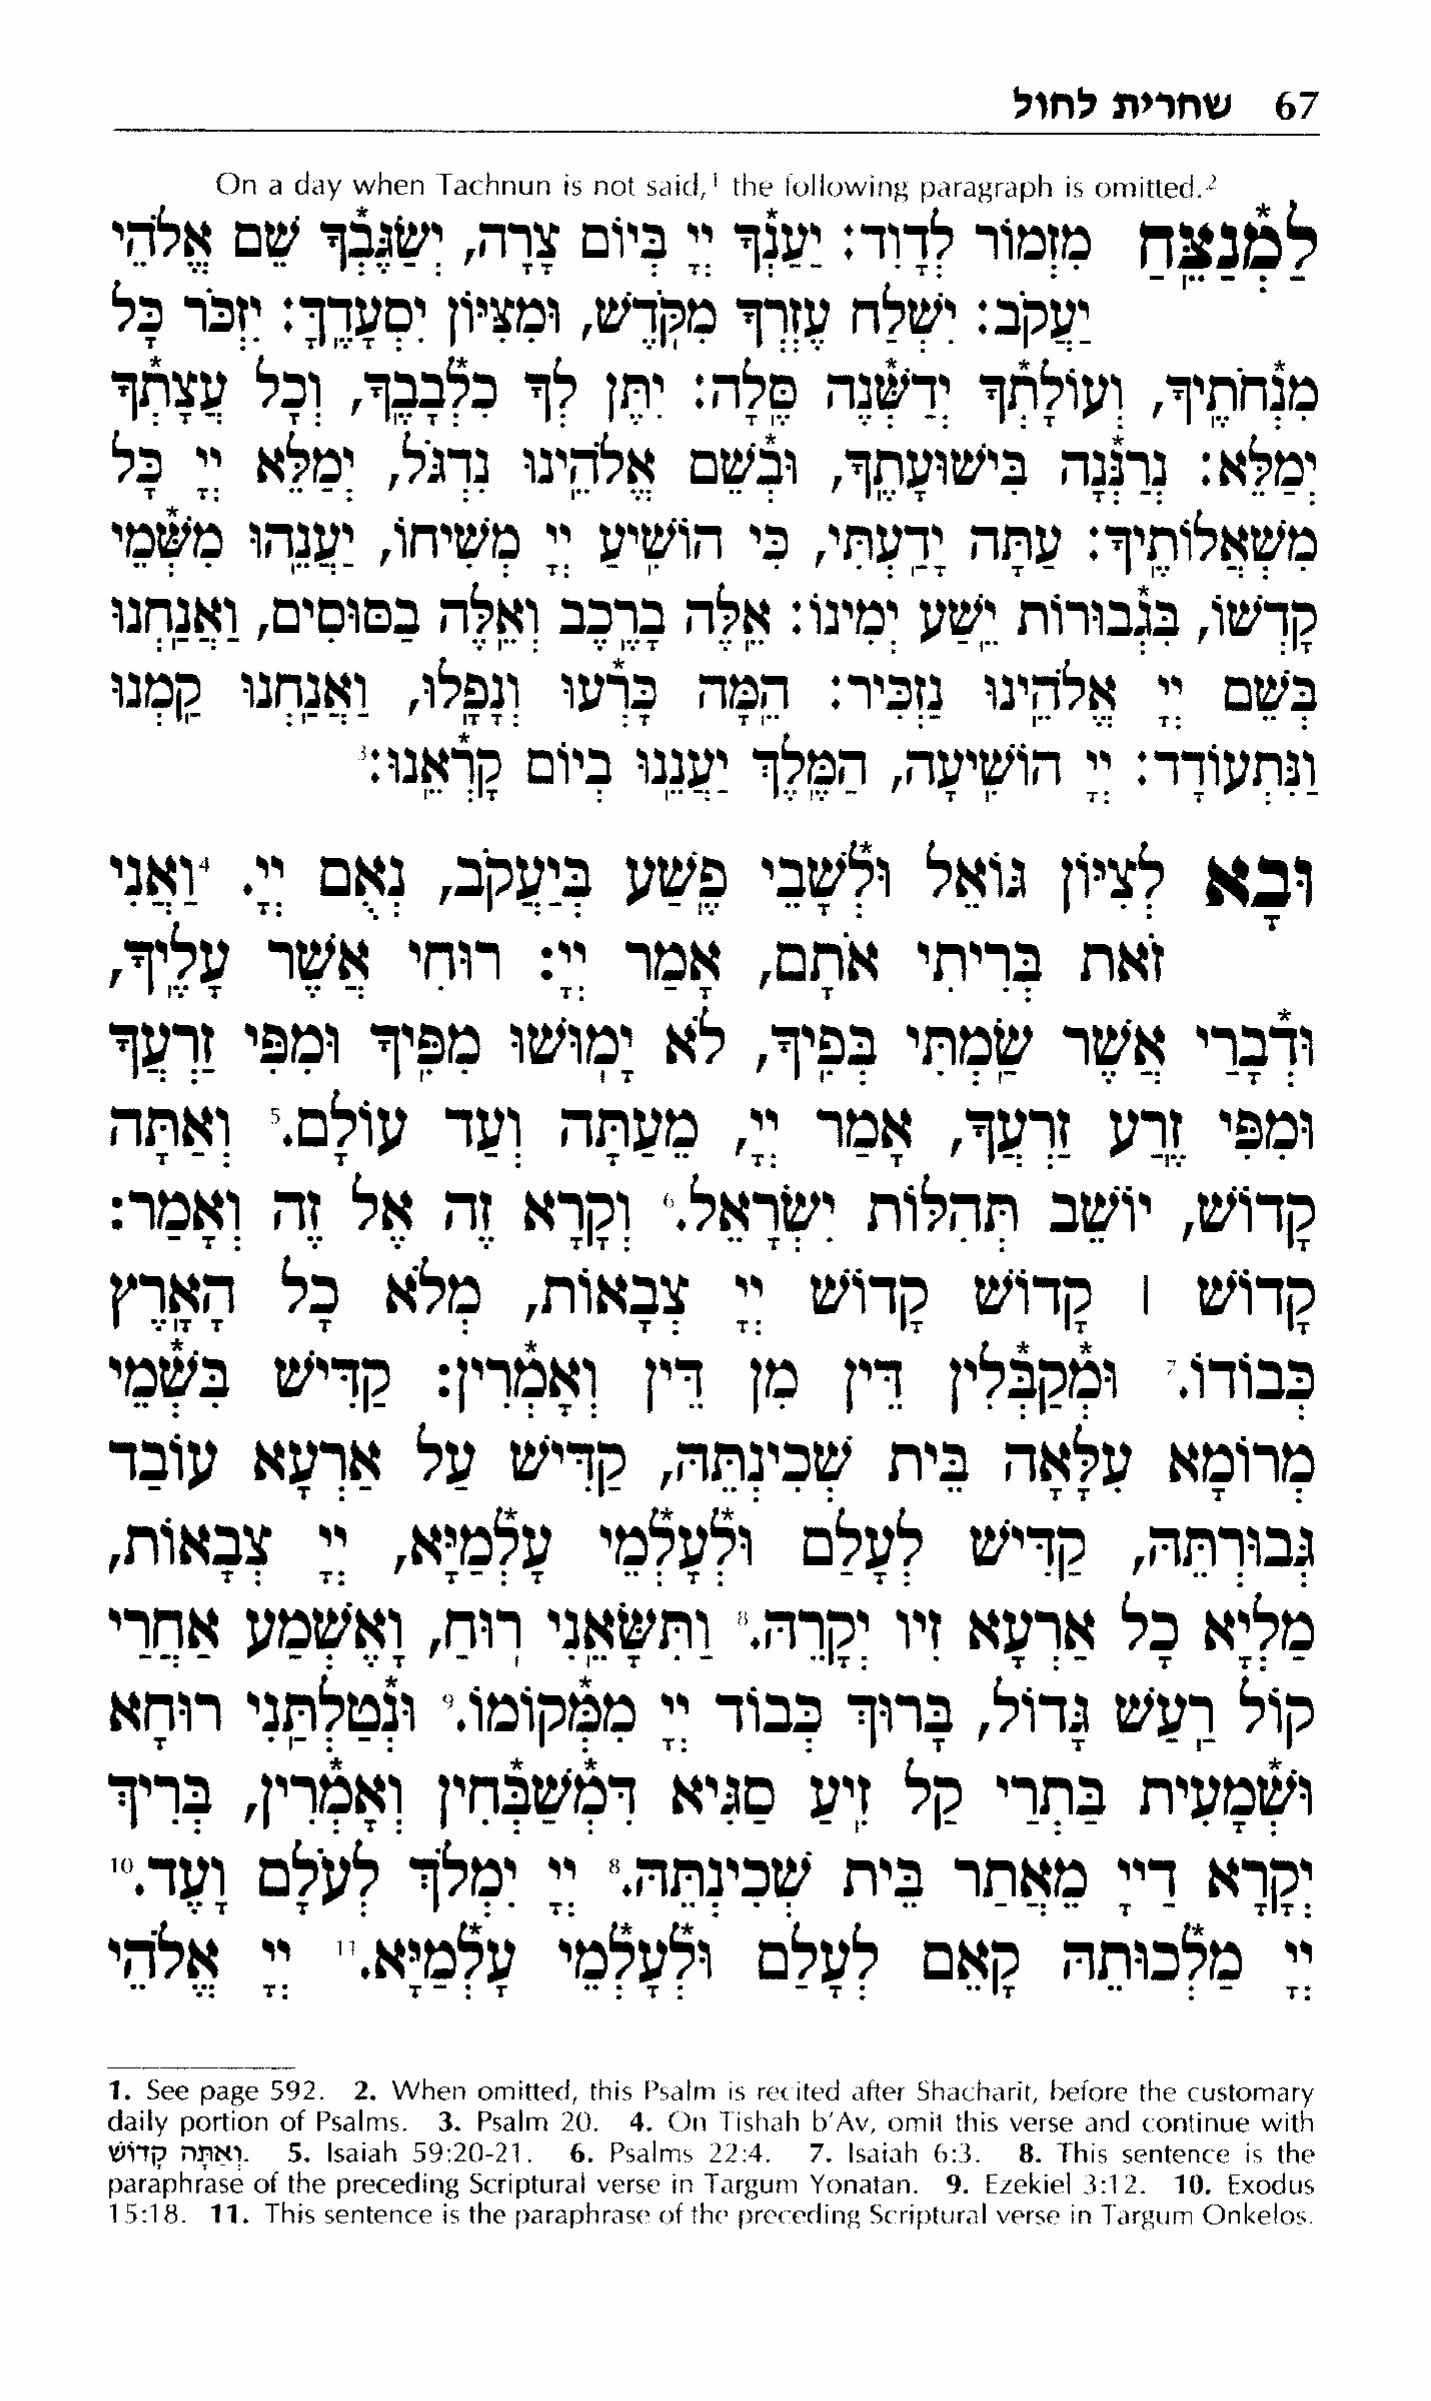 67 שחרית לחול
On a day when Tachnun is not said,¹ the following paragraph is omitted.²
לַמְנַצֵּחַ מִזְמוֹר לְדָוִד: יַעַנְךָ יְיָ בְּיוֹם צָרָה, יְשַׂגֶּבְךָ שֵׁם אֱלֹהֵי
יַעֲקֹב: יִשְׁלַח עֶזְרְךָ מִקֹּדֶשׁ, וּמִצִּיּוֹן יִסְעָדֶךָּ: יִזְכֹּר כָּל
מִנְחֹתֶיךָ, וְעוֹלָתְךָ יְדַשְּׁנֶה סֶּלָה: יִתֶּן לְךָ כִלְבָבֶךָ, וְכָל עֲצָתְךָ
יְמַלֵּא: נְרַנְּנָה בִּישׁוּעָתֶךָ, וּבְשֵׁם אֱלֹהֵינוּ נִדְגֹּל, יְמַלֵּא יְיָ כָּל
מִשְׁאֲלוֹתֶיךָ: עַתָּה יָדַעְתִּי, כִּי הוֹשִׁיעַ יְיָ מְשִׁיחוֹ, יַעֲנֵהוּ מִשְּׁמֵי
קָדְשׁוֹ, בִּגְבוּרוֹת יֵשַׁע יְמִינוֹ: אֵלֶּה בָרֶכֶב וְאֵלֶּה בַסּוּסִים, וַאֲנַחְנוּ
בְּשֵׁם יְיָ אֱלֹהֵינוּ נַזְכִּיר: הֵמָּה כָּרְעוּ וְנָפָלוּ, וַאֲנַחְנוּ קַמְנוּ
וַנִּתְעוֹדָד: יְיָ הוֹשִׁיעָה, הַמֶּלֶךְ יַעֲנֵנוּ בְיוֹם קָרְאֵנוּ:³
וּבָא לְצִיּוֹן גּוֹאֵל וּלְשָׁבֵי פֶשַׁע בְּיַעֲקֹב, נְאֻם יְיָ. ⁴וַאֲנִי
זֹאת בְּרִיתִי אֹתָם, אָמַר יְיָ: רוּחִי אֲשֶׁר עָלֶיךָ,
וּדְבָרַי אֲשֶׁר שַׂמְתִּי בְּפִיךָ, לֹא יָמוּשׁוּ מִפִּיךָ וּמִפִּי זַרְעֲךָ
וּמִפִּי זֶרַע זַרְעֲךָ, אָמַר יְיָ, מֵעַתָּה וְעַד עוֹלָם.⁵ וְאַתָּה
קָדוֹשׁ, יוֹשֵׁב תְּהִלּוֹת יִשְׂרָאֵל.⁶ וְקָרָא זֶה אֶל זֶה וְאָמַר:
קָדוֹשׁ | קָדוֹשׁ קָדוֹשׁ יְיָ צְבָאוֹת, מְלֹא כָל הָאָרֶץ
כְּבוֹדוֹ.⁷ וּמְקַבְּלִין דֵּין מִן דֵּין וְאָמְרִין: קַדִּישׁ בִּשְׁמֵי
מְרוֹמָא עִלָּאָה בֵּית שְׁכִינְתֵּהּ, קַדִּישׁ עַל אַרְעָא עוֹבַד
גְּבוּרְתֵּהּ, קַדִּישׁ לְעָלַם וּלְעָלְמֵי עָלְמַיָּא, יְיָ צְבָאוֹת,
מַלְיָא כָל אַרְעָא זִיו יְקָרֵהּ.⁸ וַתִּשָּׂאֵנִי רוּחַ, וָאֶשְׁמַע אַחֲרַי
קוֹל רַעַשׁ גָּדוֹל, בָּרוּךְ כְּבוֹד יְיָ מִמְּקוֹמוֹ.⁹ וּנְטַלְתַּנִי רוּחָא
וּשְׁמָעִית בַּתְרַי קַל זִיעַ סַגִּיא דִּמְשַׁבְּחִין וְאָמְרִין, בְּרִיךְ
יְקָרָא דַייָ מֵאֲתַר בֵּית שְׁכִינְתֵּהּ.⁸ יְיָ יִמְלֹךְ לְעֹלָם וָעֶד.¹⁰
יְיָ מַלְכוּתֵהּ קָאֵם לְעָלַם וּלְעָלְמֵי עָלְמַיָּא.¹¹ יְיָ אֱלֹהֵי
1. See page 592. 2. When omitted, this Psalm is recited after Shacharit, before the customary
daily portion of Psalms. 3. Psalm 20. 4. On Tishah b'Av, omit this verse and continue with
וְאַתָּה קָדוֹשׁ. 5. Isaiah 59:20-21. 6. Psalms 22:4. 7. Isaiah 6:3. 8. This sentence is the
paraphrase of the preceding Scriptural verse in Targum Yonatan. 9. Ezekiel 3:12. 10. Exodus
15:18. 11. This sentence is the paraphrase of the preceding Scriptural verse in Targum Onkelos.